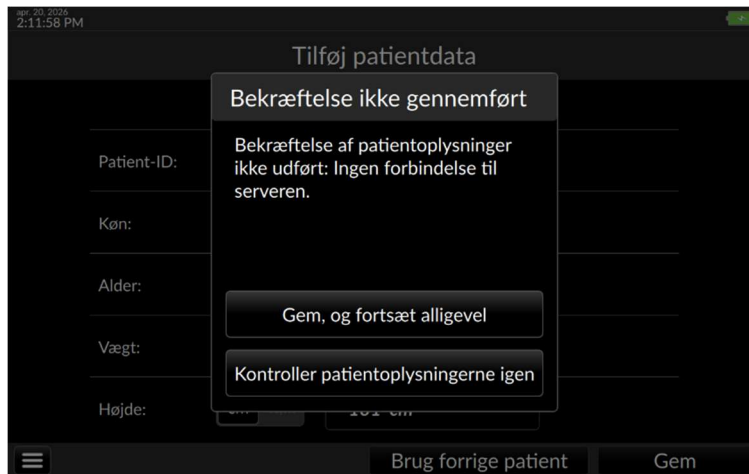 apr. 20, 2026
2:11:58 PM
Tilføj patientdata
Bekræftelse ikke gennemført
Bekræftelse af patientoplysninger
ikke udført: Ingen forbindelse til
serveren.
Patient-ID:
Køn:
Alder:
Vægt:
Højde:
Gem, og fortsæt alligevel
Kontroller patientoplysningerne igen
Brug forrige patient
Gem